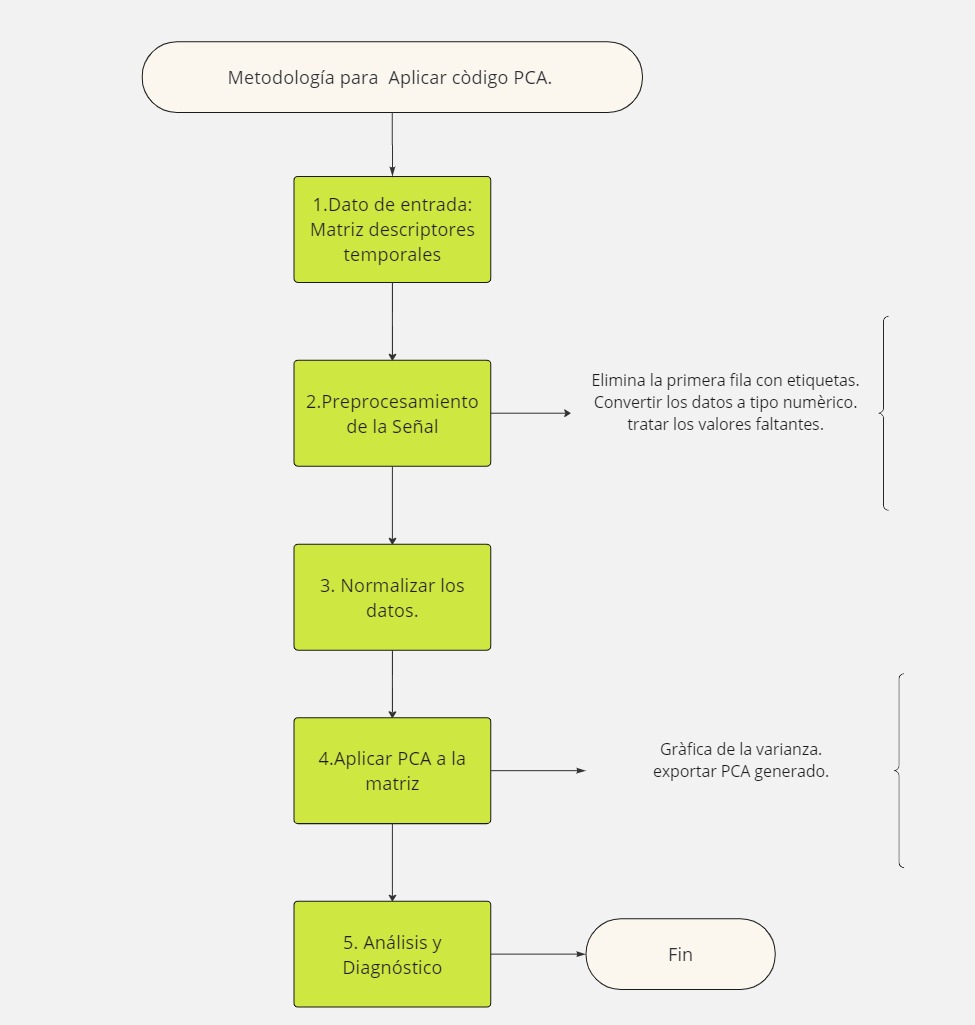 Metodología para  Aplicar còdigo PCA.
1.Dato de entrada:
Matriz descriptores
temporales
2.Preprocesamiento
de la Señal
Elimina la primera fila con etiquetas.
Convertir los datos a tipo numèrico.
tratar los valores faltantes.
3. Normalizar los
datos.
4.Aplicar PCA a la
matriz
Gràfica de la varianza.
exportar PCA generado.
5. Análisis y
Diagnóstico
Fin